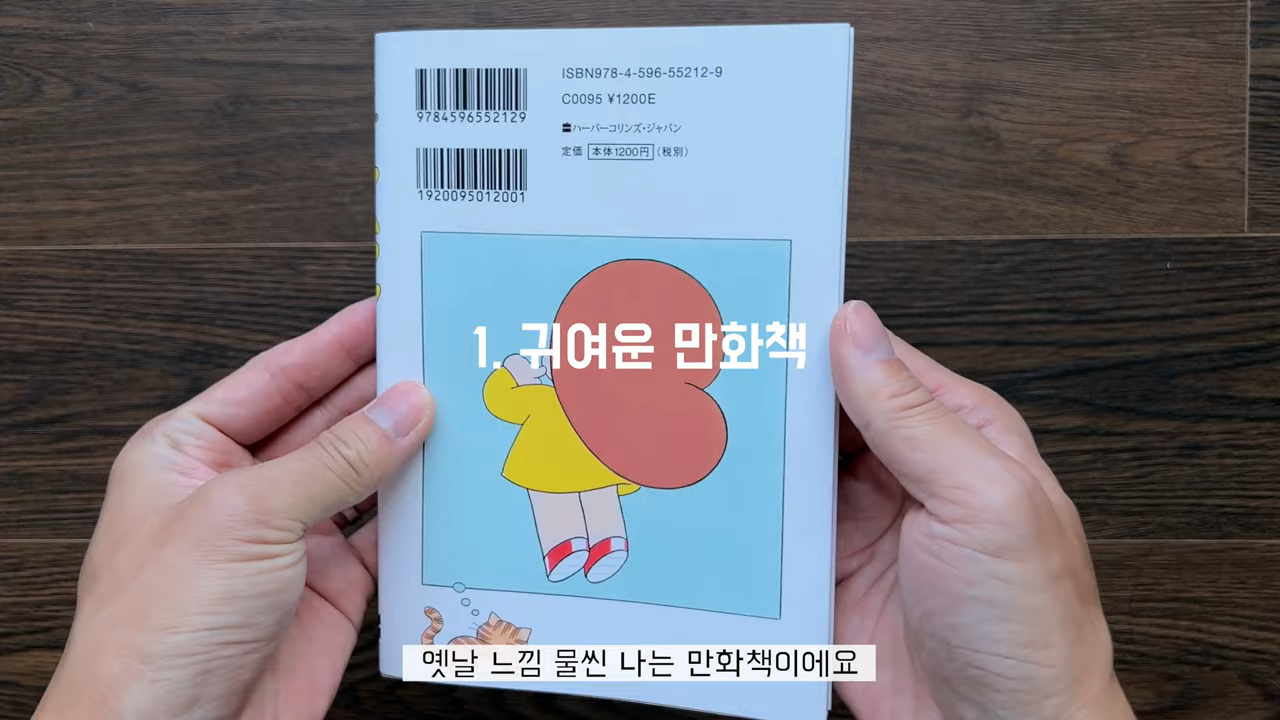 ISBN978-4-596-55212-9
C0095 ¥1200E
ハーパーコリンズ・ジャパン
定価 本体1200円 (税別)
9784596552129
1920095012001
1. 귀여운 만화책
옛날 느낌 물씬 나는 만화책이에요